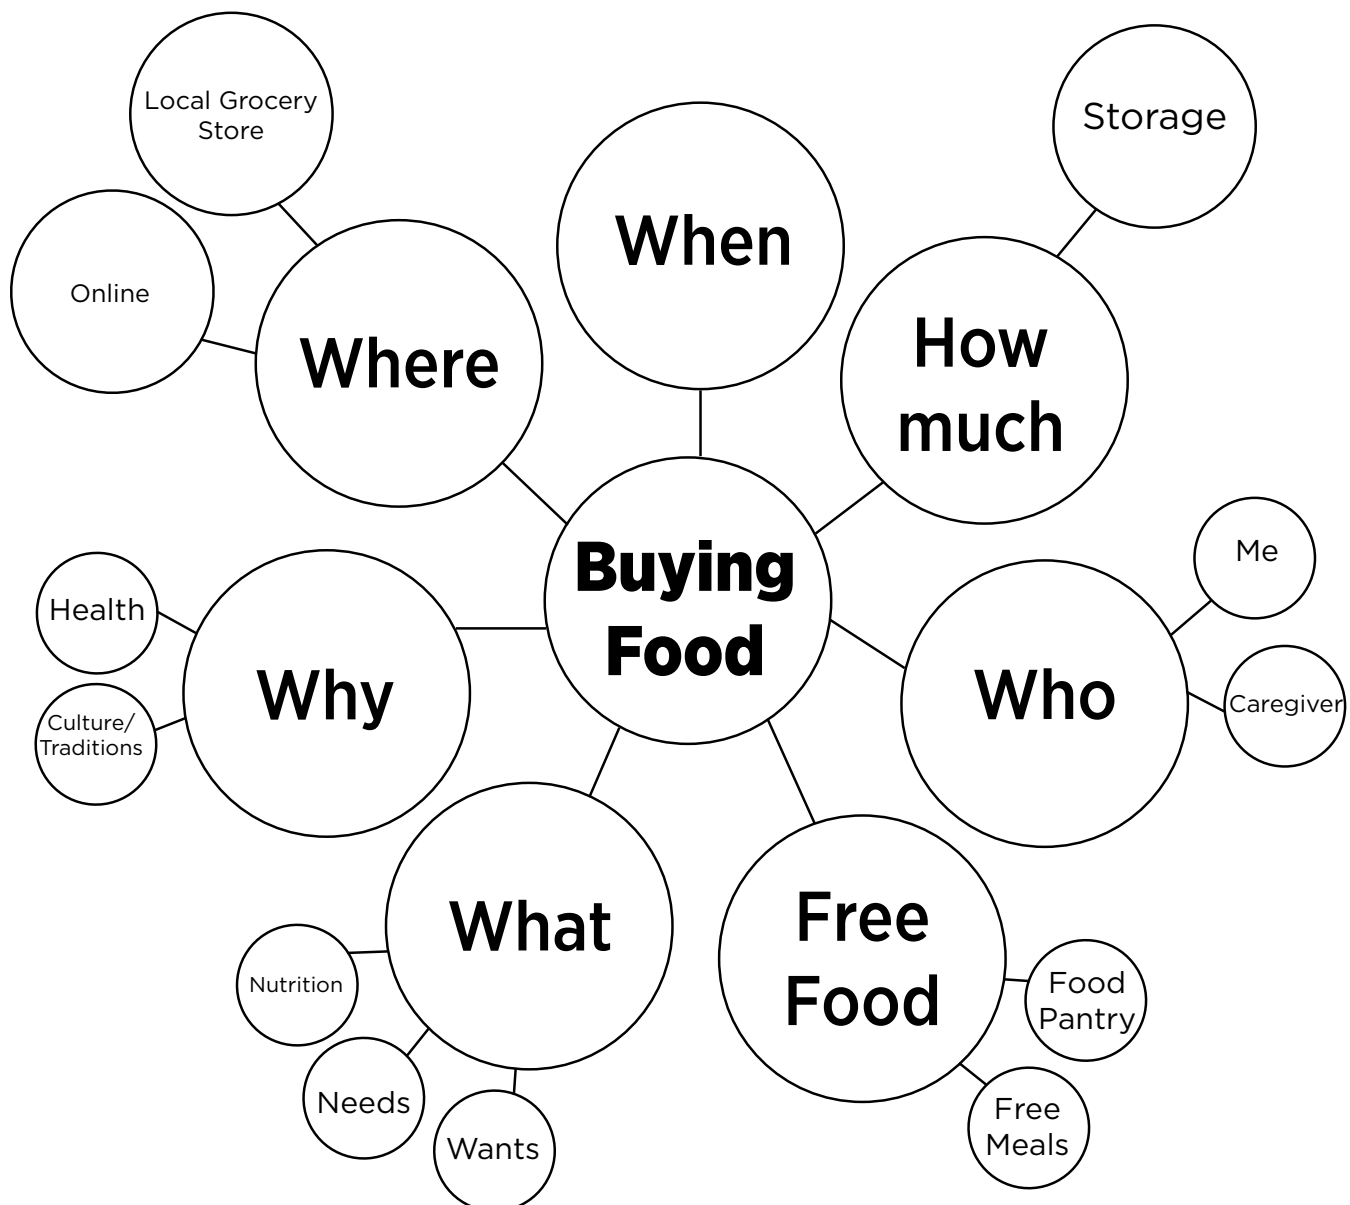 Local Grocery
Store
Storage
When
Online
Where
How
much
Buying
Food
Me
Health
Why
Who
Caregiver
Culture/
Traditions
What
Free
Food
Nutrition
Food
Pantry
Needs
Wants
Free
Meals